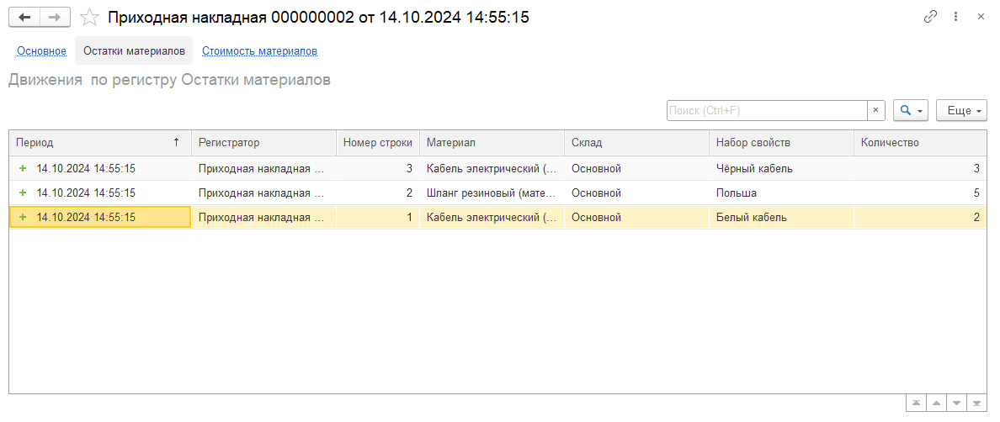 Приходная накладная 000000002 от 14.10.2024 14:55:15
Основное Остатки материалов Стоимость материалов
Движения по регистру Остатки материалов
Поиск (Ctrl+F) × Еще
Период ↑ Регистратор Номер строки Материал Склад Набор свойств Количество
+ 14.10.2024 14:55:15 Приходная накладная ... 3 Кабель электрический (... Основной Чёрный кабель 3
+ 14.10.2024 14:55:15 Приходная накладная ... 2 Шланг резиновый (мате... Основной Польша 5
+ 14.10.2024 14:55:15 Приходная накладная ... 1 Кабель электрический (... Основной Белый кабель 2